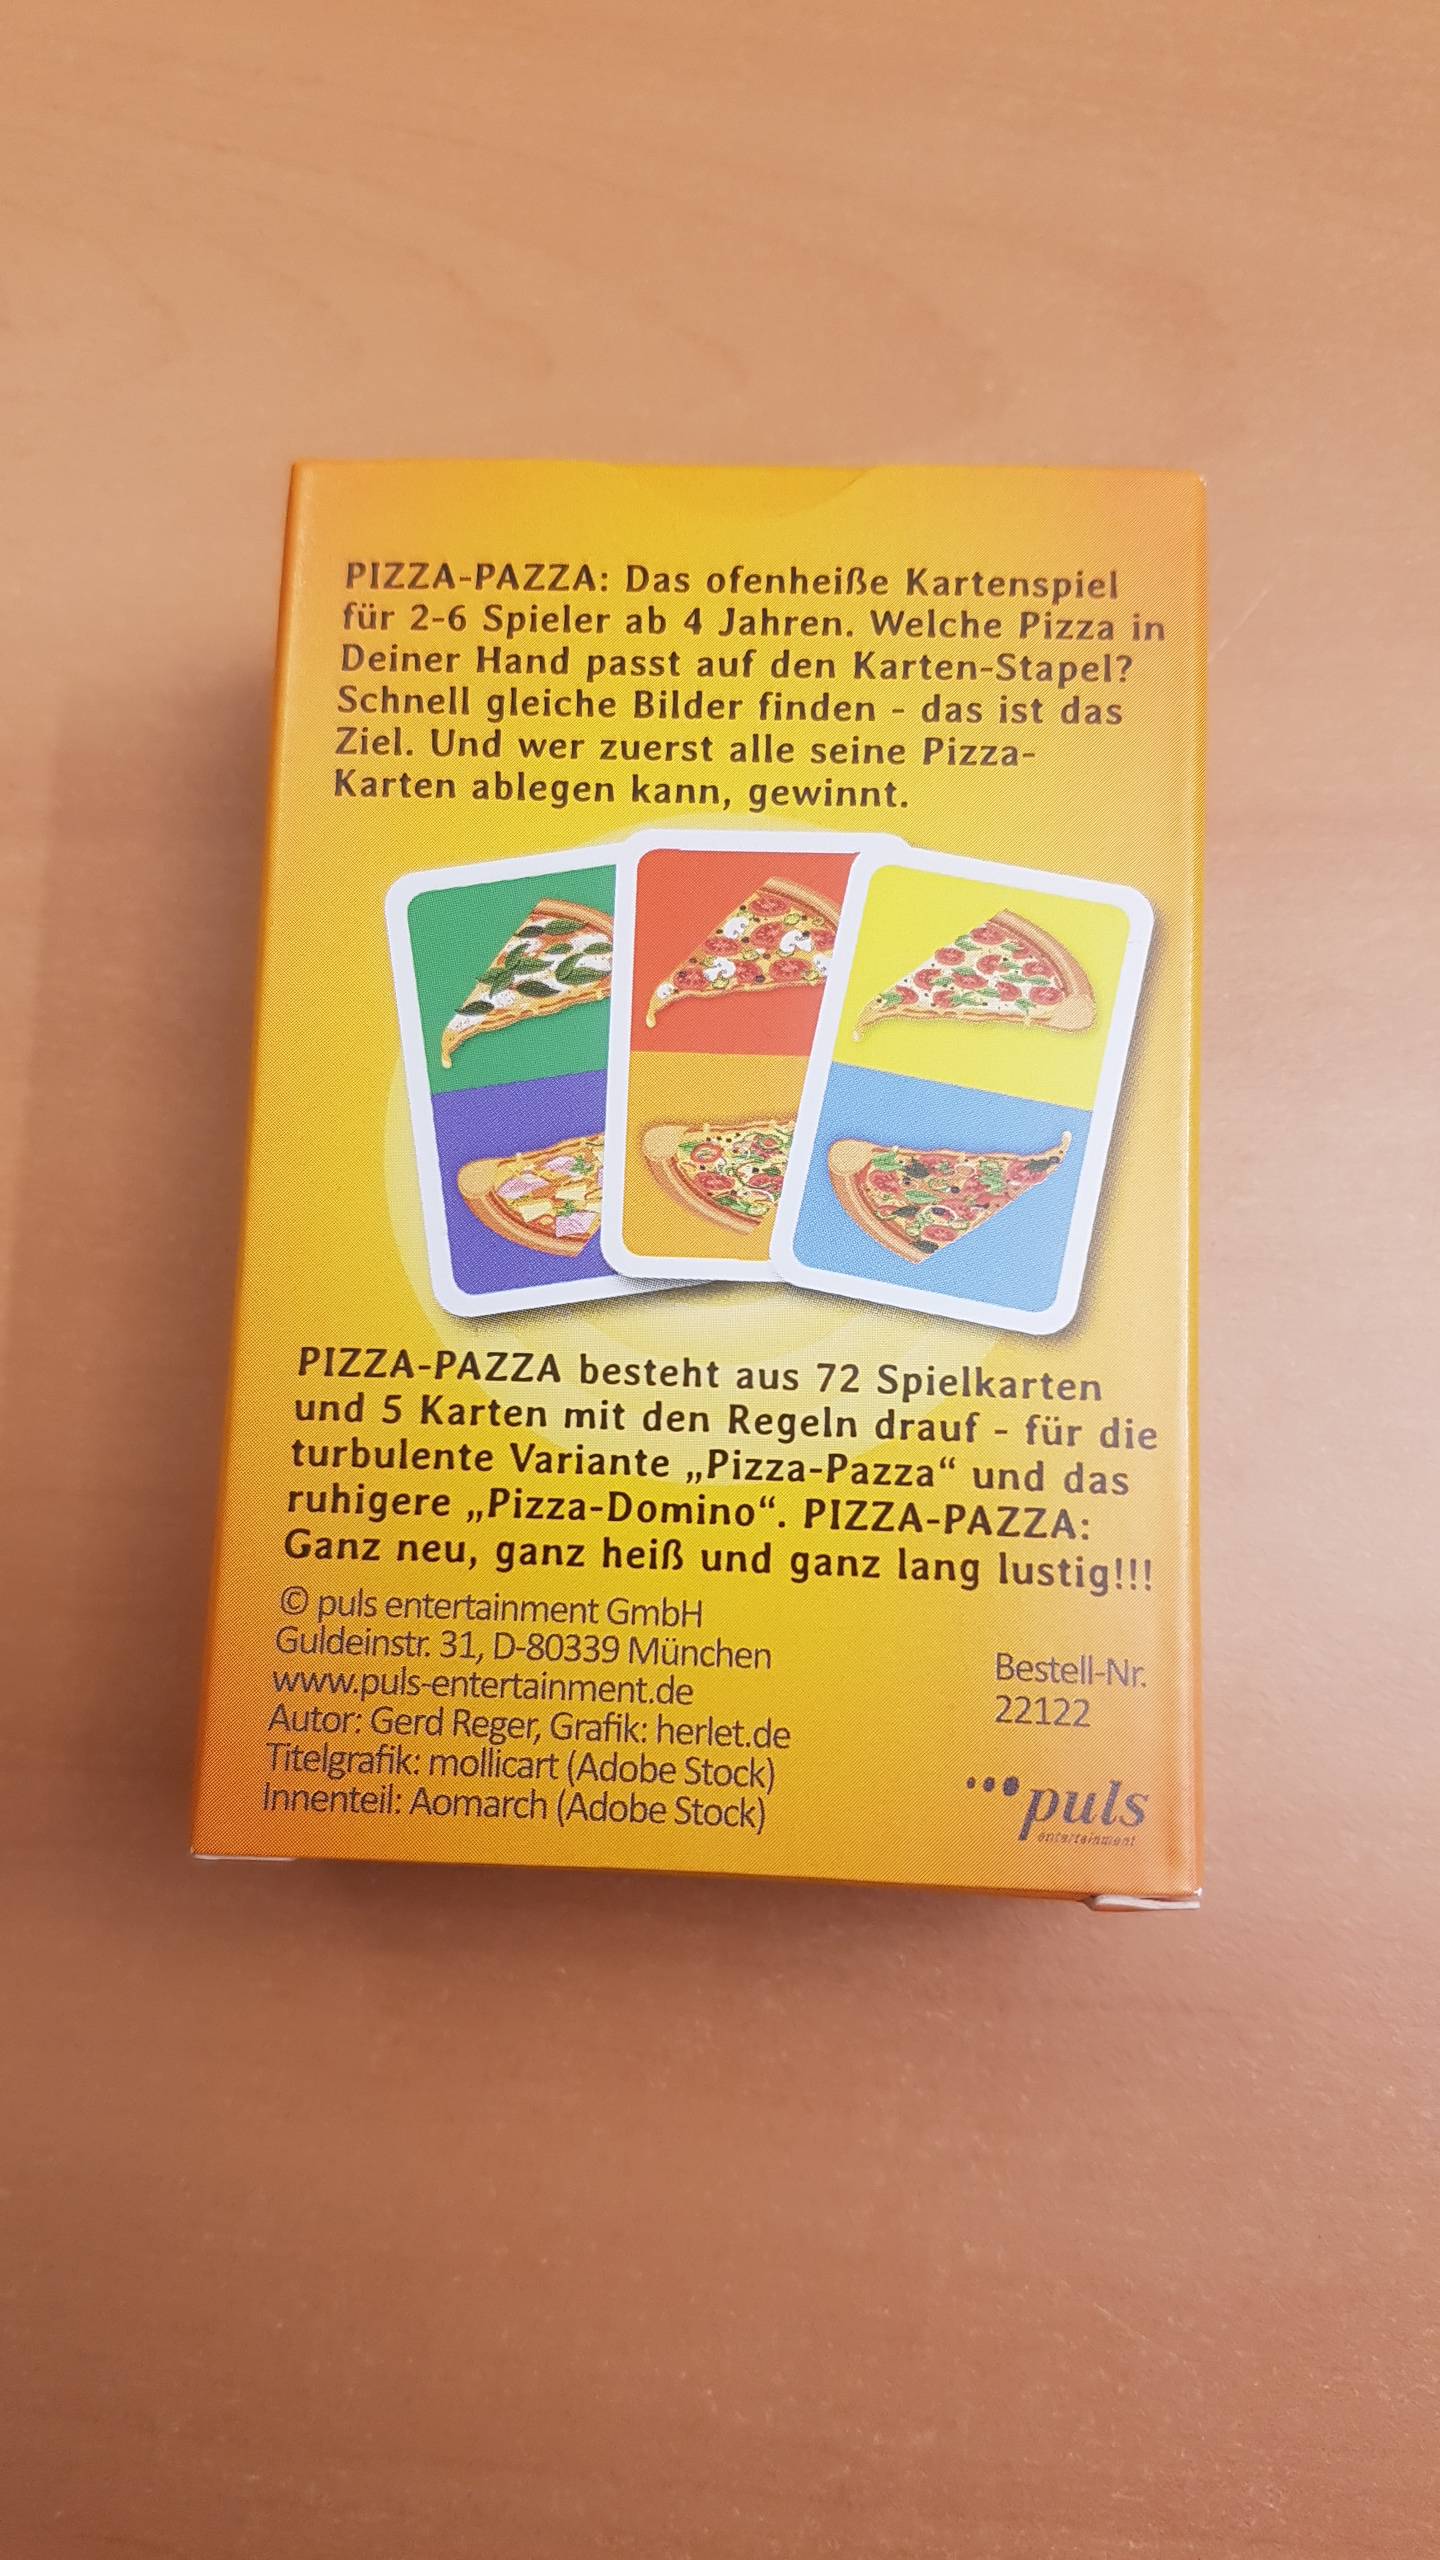 PIZZA-PAZZA: Das ofenheiße Kartenspiel
für 2-6 Spieler ab 4 Jahren. Welche Pizza in
Deiner Hand passt auf den Karten-Stapel?
Schnell gleiche Bilder finden - das ist das
Ziel. Und wer zuerst alle seine Pizza-
Karten ablegen kann, gewinnt.
PIZZA-PAZZA besteht aus 72 Spielkarten
und 5 Karten mit den Regeln drauf - für die
turbulente Variante „Pizza-Pazza“ und das
ruhigere „Pizza-Domino“. PIZZA-PAZZA:
Ganz neu, ganz heiß und ganz lang lustig!!!
© puls entertainment GmbH
Guldeinstr. 31, D-80339 München
www.puls-entertainment.de
Autor: Gerd Reger, Grafik: herlet.de
Titelgrafik: mollicart (Adobe Stock)
Innenteil: Aomarch (Adobe Stock)
Bestell-Nr.
22122
puls
entertainment